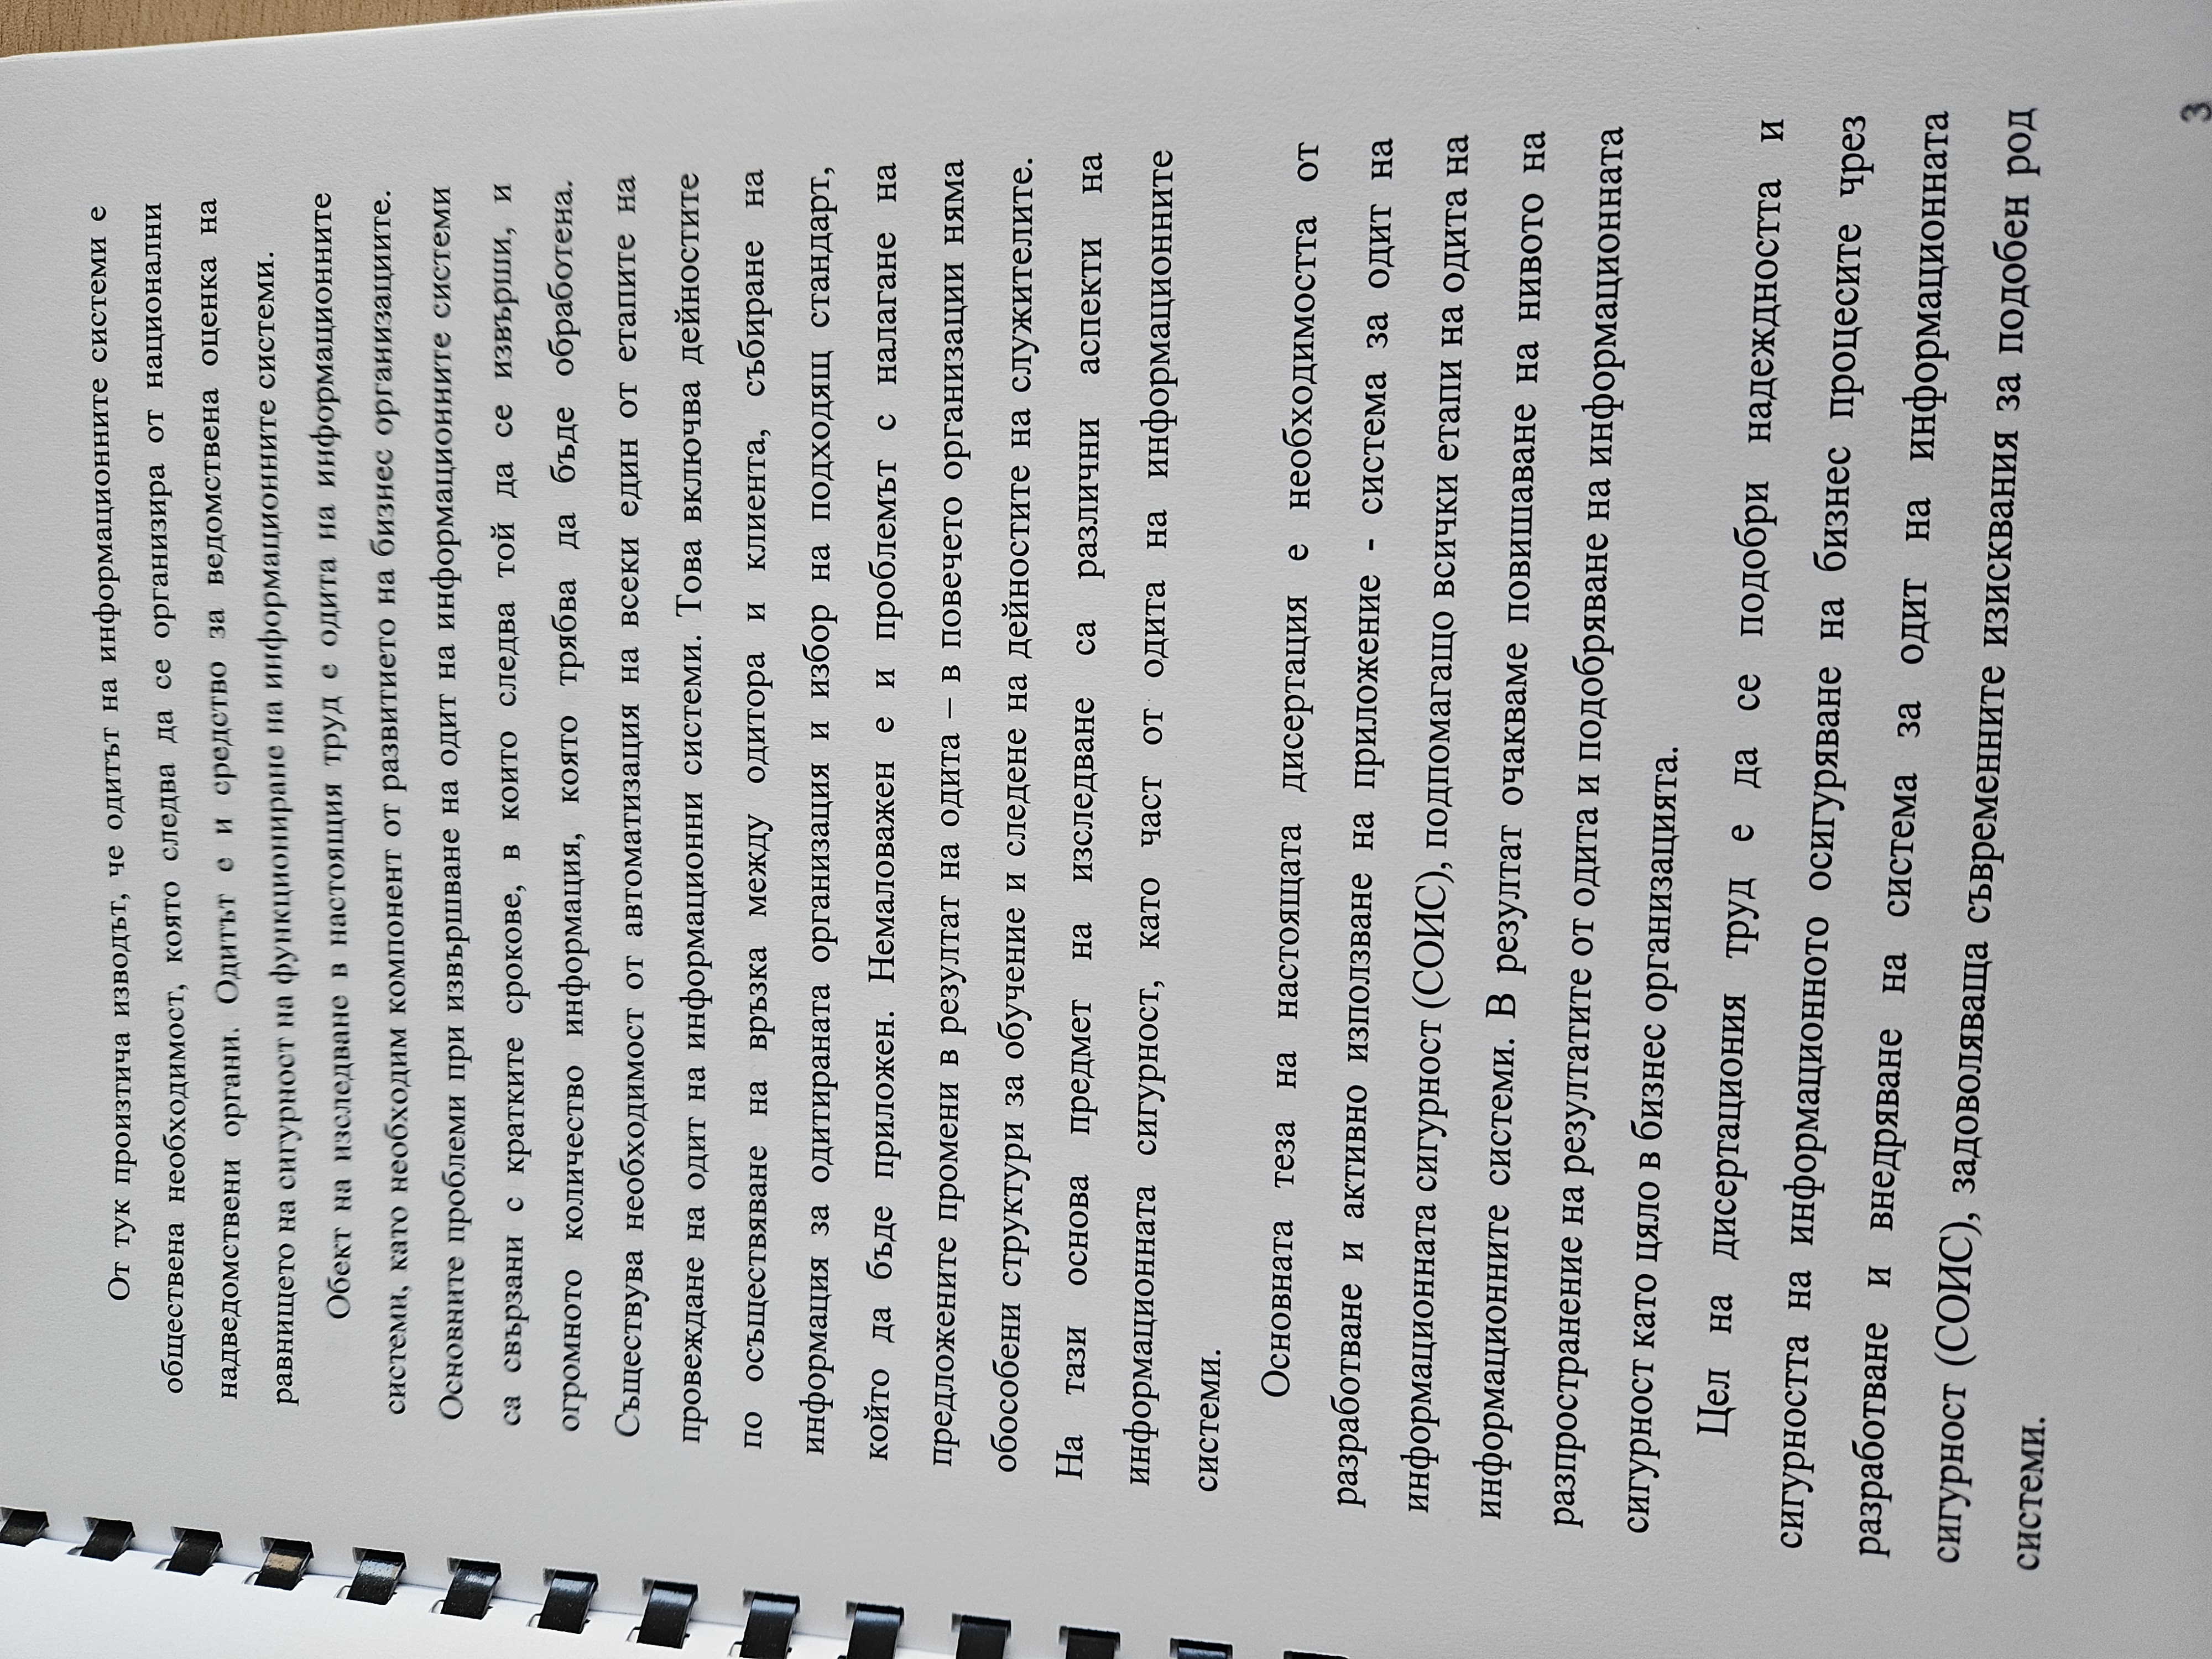 От тук произтича изводът, че одитът на информационните системи е
обществена необходимост, която следва да се организира от национални
надведомствени органи. Одитът е и средство за ведомствена оценка на
равнището на сигурност на функциониране на информационните системи.
Обект на изследване в настоящия труд е одита на информационните
системи, като необходим компонент от развитието на бизнес организациите.
Основните проблеми при извършване на одит на информационните системи
са свързани с кратките срокове, в които следва той да се извърши, и
огромното количество информация, която трябва да бъде обработена.
Съществува необходимост от автоматизация на всеки един от етапите на
провеждане на одит на информационни системи. Това включва дейностите
по осъществяване на връзка между одитора и клиента, събиране на
информация за одитираната организация и избор на подходящ стандарт,
който да бъде приложен. Немаловажен е и проблемът с налагане на
предложените промени в резултат на одита – в повечето организации няма
обособени структури за обучение и следене на дейностите на служителите.
На тази основа предмет на изследване са различни аспекти на
информационната сигурност, като част от одита на информационните
системи.
Основната теза на настоящата дисертация е необходимостта от
разработване и активно използване на приложение - система за одит на
информационната сигурност (СОИС), подпомагащо всички етапи на одита на
информационните системи. В резултат очакваме повишаване на нивото на
разпространение на резултатите от одита и подобряване на информационната
сигурност като цяло в бизнес организацията.
Цел на дисертациония труд е да се подобри надеждността и
сигурността на информационното осигуряване на бизнес процесите чрез
разработване и внедряване на система за одит на информационната
сигурност (СОИС), задоволяваща съвременните изисквания за подобен род
системи.
3